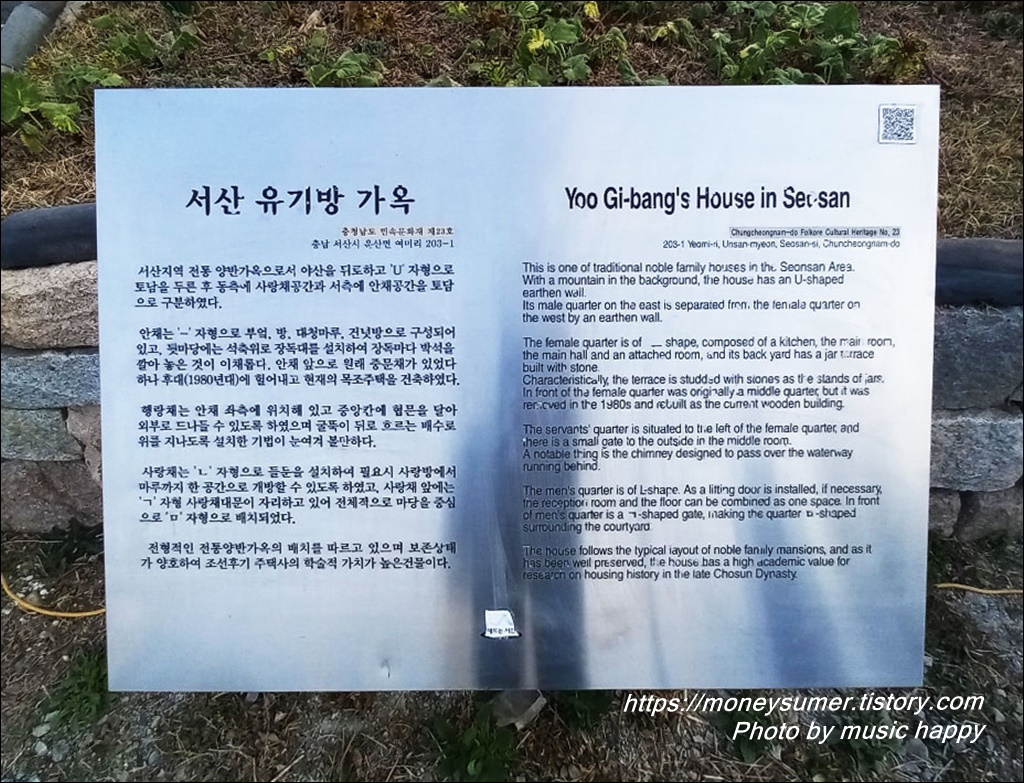 서산 유기방 가옥
충청남도 민속문화재 제23호
충남 서산시 운산면 여미리 203-1
서산지역 전통 양반가옥으로서 야산을 뒤로하고 'U' 자형으로
토담을 두른 후 동측에 사랑채공간과 서측에 안채공간을 토담
으로 구분하였다.
안채는 'ㅡ' 자형으로 부엌, 방, 대청마루, 건넛방으로 구성되어
있고, 뒷마당에는 석축위로 장독대를 설치하여 장독마다 박석을
깔아 놓은 것이 이채롭다. 안채 앞으로 원래 중문채가 있었다
하나 후대(1980년대)에 헐어내고 현재의 목조주택을 건축하였다.
행랑채는 안채 좌측에 위치해 있고 중앙칸에 협문을 달아
외부로 드나들 수 있도록 하였으며 굴뚝이 뒤로 흐르는 배수로
위를 지나도록 설치한 기법이 눈여겨 볼만하다.
사랑채는 'ㄴ' 자형으로 들문을 설치하여 필요시 사랑방에서
마루까지 한 공간으로 개방할 수 있도록 하였고, 사랑채 앞에는
'ㄱ' 자형 사랑채대문이 자리하고 있어 전체적으로 마당을 중심
으로 'ㅁ' 자형으로 배치되었다.
전형적인 전통양반가옥의 배치를 따르고 있으며 보존상태
가 양호하여 조선후기 주택사의 학술적 가치가 높은건물이다.
Yoo Gi-bang's House in Seosan
Chungcheongnam-do Folkore Cultural Heritage No, 23
203-1 Yeomi-ri, Unsan-myeon, Seosan-si, Chuncheongnam-do
This is one of traditional noble family houses in the Seonsan Area.
With a mountain in the background, the house has an U-shaped
earthen wall.
Its male quarter on the east is separated from the female quarter on
the west by an earthen wall.
The female quarter is of ㅡ shape, composed of a kitchen, the main room,
the main hall and an attached room, and its back yard has a jar terrace
built with stone.
Characteristically, the terrace is studded with stones as the stands of jars.
In front of the female quarter was originally a middle quarter, but it was
removed in the 1980s and rebuilt as the current wooden building.
The servants' quarter is situated to the left of the female quarter, and
there is a small gate to the outside in the middle room.
A notable thing is the chimney designed to pass over the waterway
running behind.
The men's quarter is of L-shape. As a lifting door is installed, if necessary,
the reception room and the floor can be combined as one space. In front
of men's quarter is a ㄱ-shaped gate, making the quarter ㅁ-shaped
surrounding the courtyard.
The house follows the typical layout of noble family mansions, and as it
has been well preserved, the house has a high academic value for
research on housing history in the late Chosun Dynasty.
https://moneysumer.tistory.com
Photo by music happy